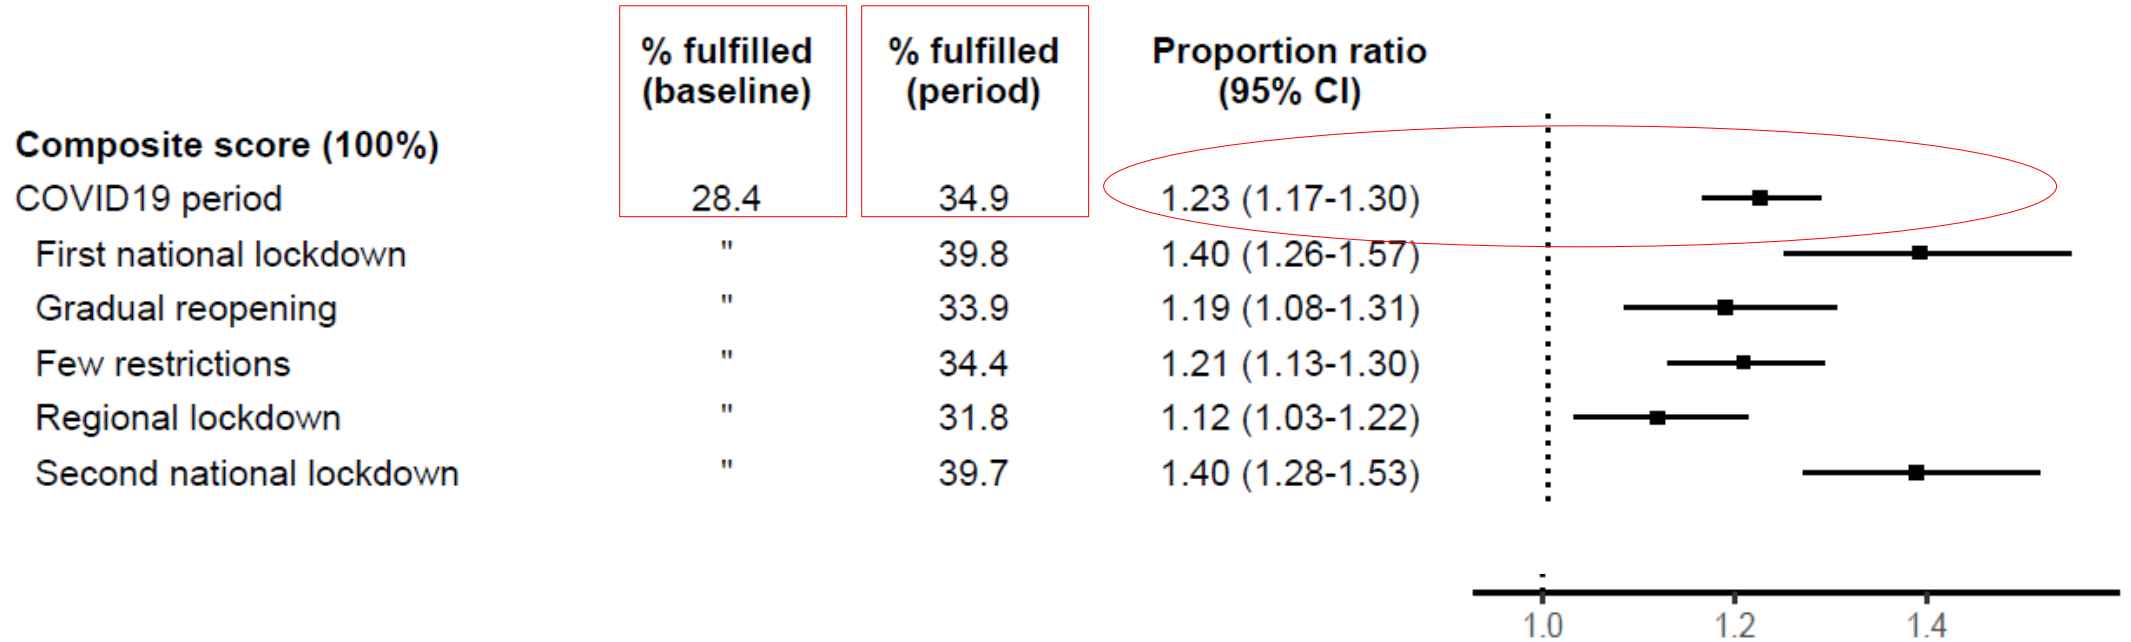 % fulfilled % fulfilled Proportion ratio
(baseline) (period) (95% CI)
Composite score (100%)
COVID19 period 28.4 34.9 1.23 (1.17-1.30)
First national lockdown " 39.8 1.40 (1.26-1.57)
Gradual reopening " 33.9 1.19 (1.08-1.31)
Few restrictions " 34.4 1.21 (1.13-1.30)
Regional lockdown " 31.8 1.12 (1.03-1.22)
Second national lockdown " 39.7 1.40 (1.28-1.53)
1.0 1.2 1.4